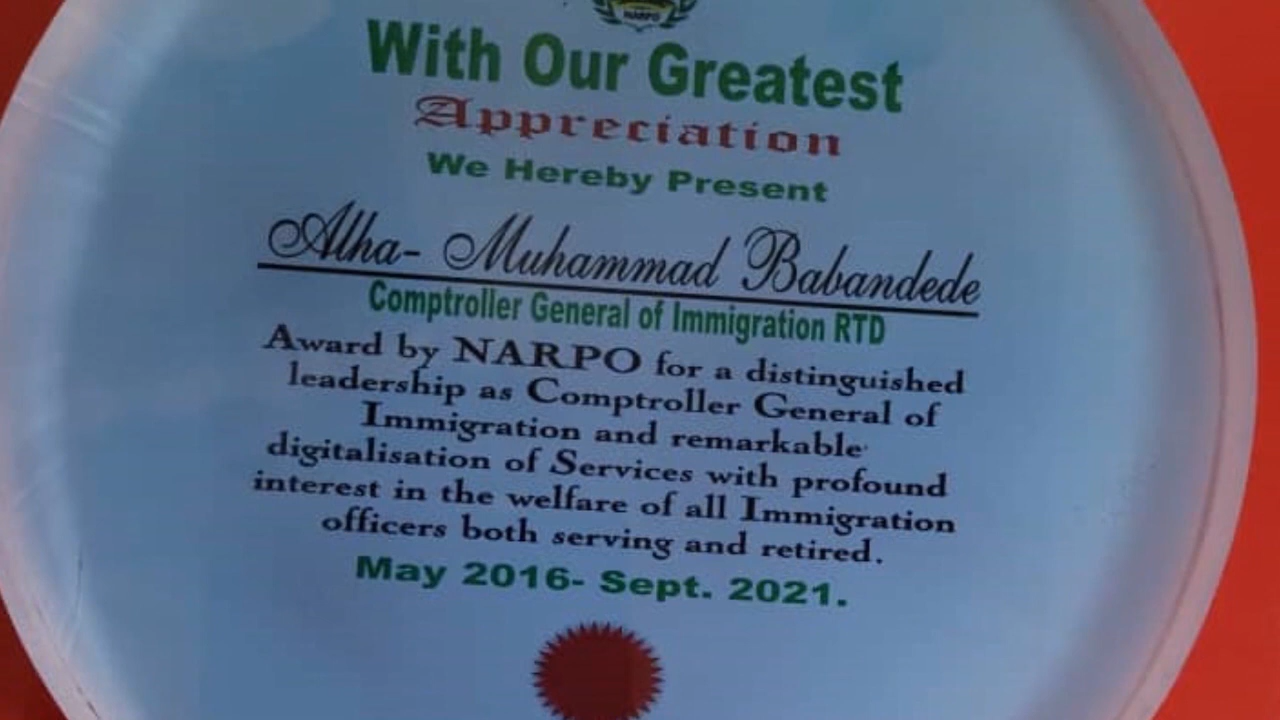 NARPO
With Our Greatest
Appreciation
We Hereby Present
Alha- Muhammad Babandede
Comptroller General of Immigration RTD
Award by NARPO for a distinguished
leadership as Comptroller General of
Immigration and remarkable
digitalisation of Services with profound
interest in the welfare of all Immigration
officers both serving and retired.
May 2016- Sept. 2021.